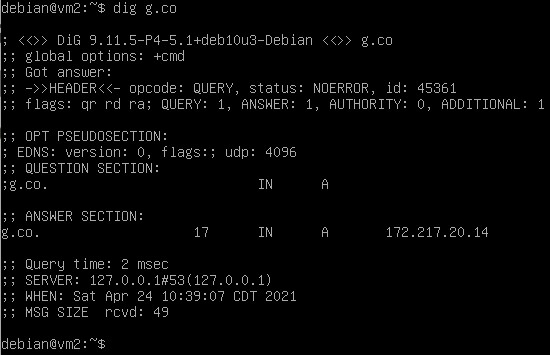 debian@vm2:~$ dig g.co
; <<>> DiG 9.11.5-P4-5.1+deb10u3-Debian <<>> g.co
;; global options: +cmd
;; Got answer:
;; ->>HEADER<<- opcode: QUERY, status: NOERROR, id: 45361
;; flags: qr rd ra; QUERY: 1, ANSWER: 1, AUTHORITY: 0, ADDITIONAL: 1
;; OPT PSEUDOSECTION:
; EDNS: version: 0, flags:; udp: 4096
;; QUESTION SECTION:
;g.co. IN A
;; ANSWER SECTION:
g.co. 17 IN A 172.217.20.14
;; Query time: 2 msec
;; SERVER: 127.0.0.1#53(127.0.0.1)
;; WHEN: Sat Apr 24 10:39:07 CDT 2021
;; MSG SIZE rcvd: 49
debian@vm2:~$